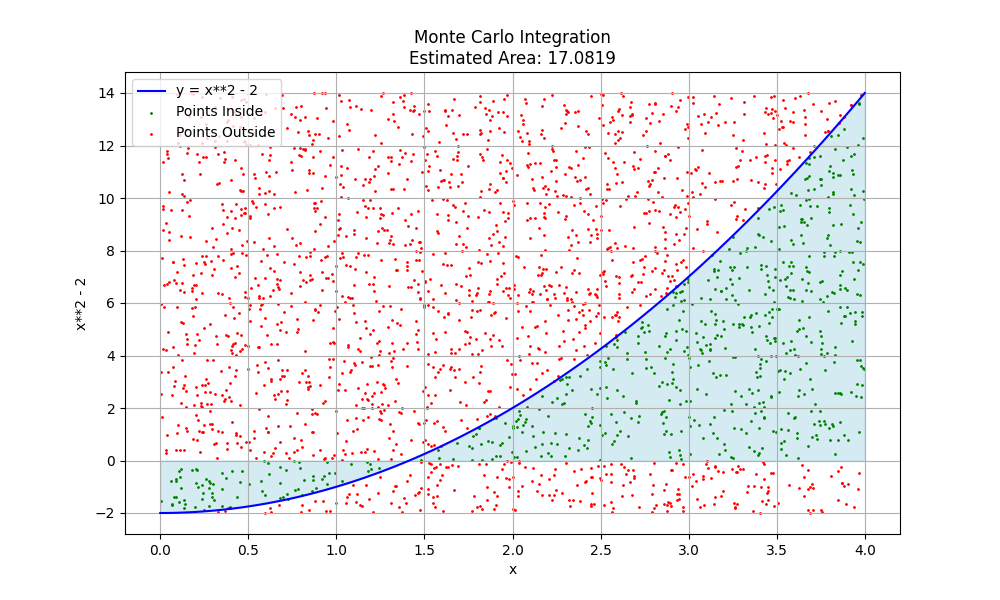 Monte Carlo Integration
Estimated Area: 17.0819
y = x**2 - 2
Points Inside
Points Outside
14
12
10
8
6
4
2
0
−2
x**2 - 2
0.0 0.5 1.0 1.5 2.0 2.5 3.0 3.5 4.0
x